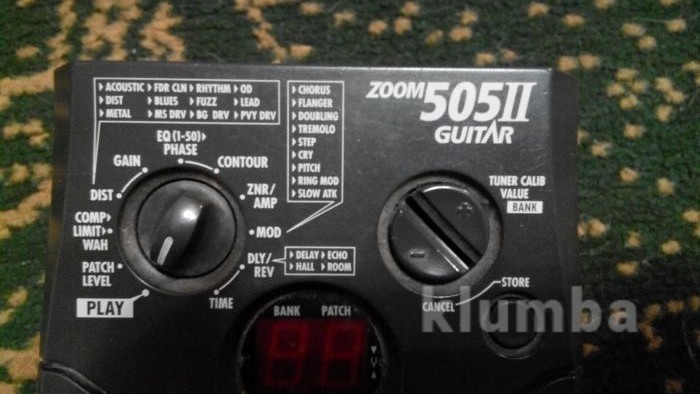 ACOUSTIC FDR CLN RHYTHM OD
DIST BLUES FUZZ LEAD
METAL MS DRV BG DRV PVY DRV
CHORUS
FLANGER
DOUBLING
TREMOLO
STEP
CRY
PITCH
RING MOD
SLOW ATK
ZOOM 505II
GUITAR
EQ (1-50)
PHASE
GAIN
CONTOUR
DIST
ZNR/
AMP
COMP
LIMIT
WAH
MOD
PATCH
LEVEL
DLY/
REV
DELAY ECHO
HALL ROOM
PLAY
TIME
TUNER CALIB
VALUE
BANK
+
-
STORE
CANCEL
BANK PATCH
klumba